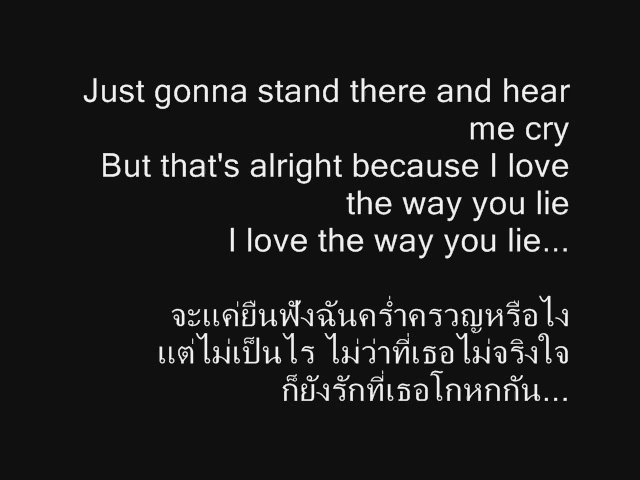 Just gonna stand there and hear
me cry
But that's alright because I love
the way you lie
I love the way you lie...
จะแค่ยืนฟังฉันคร่ำครวญหรือไง
แต่ไม่เป็นไร ไม่ว่าที่เธอไม่จริงใจ
ก็ยังรักที่เธอโกหกกัน...